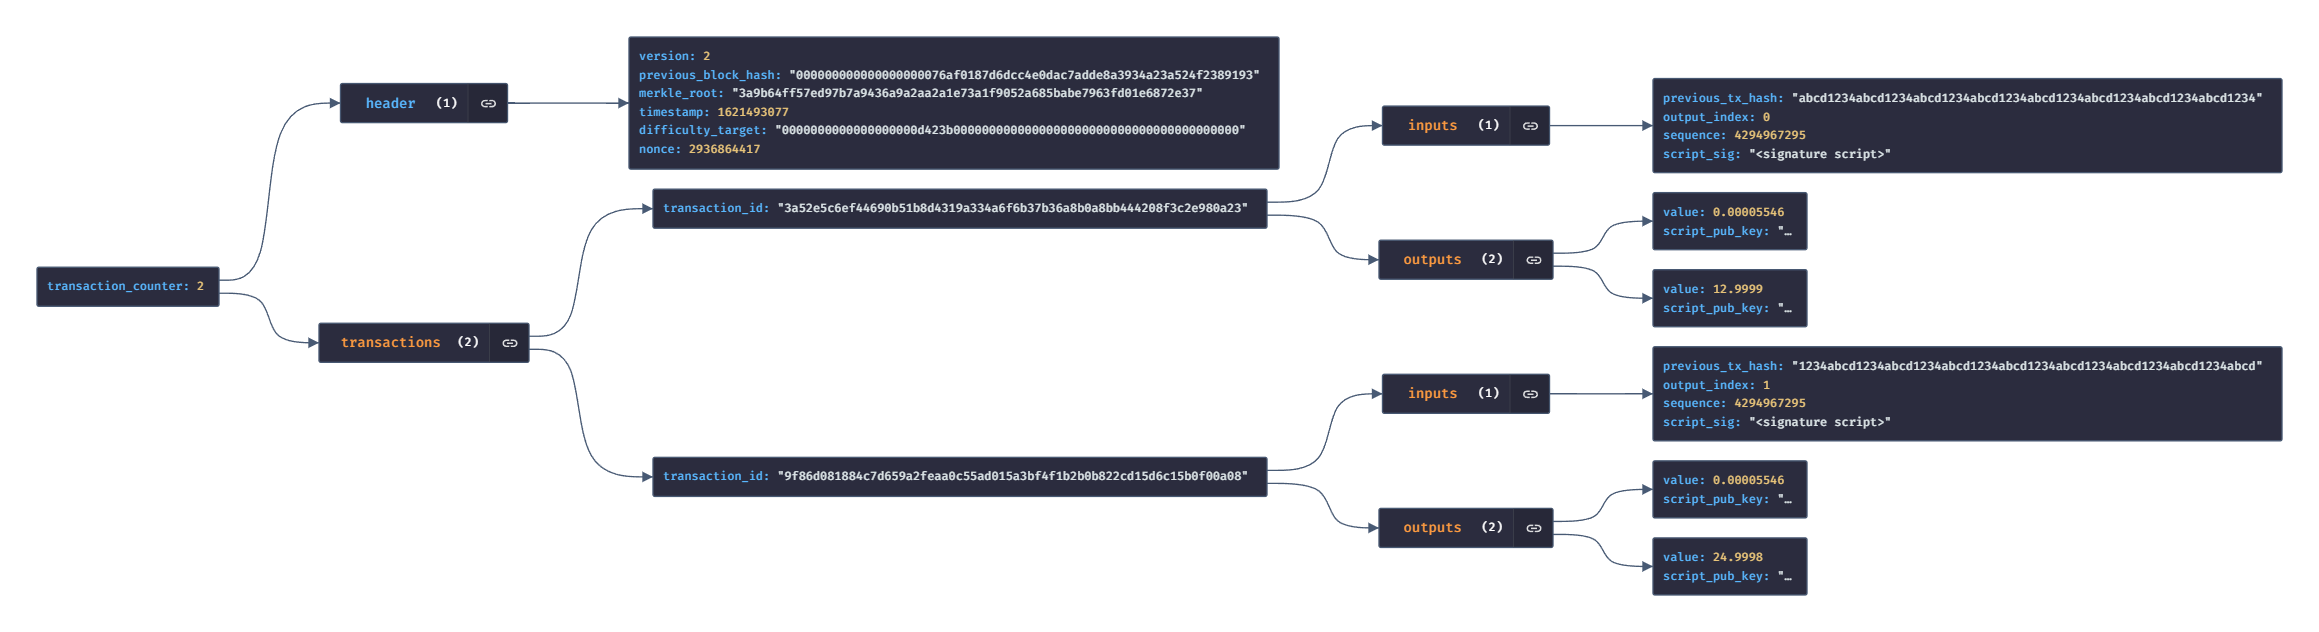 transaction_counter: 2
header (1)
version: 2
previous_block_hash: "000000000000000000076af0187d6dcc4e0dac7adde8a3934a23a524f2389193"
merkle_root: "3a9b64ff57ed97b7a9436a9a2aa2a1e73a1f9052a685babe7963fd01e6872e37"
timestamp: 1621493077
difficulty_target: "0000000000000000000d423b0000000000000000000000000000000000000000"
nonce: 2936864417
transactions (2)
transaction_id: "3a52e5c6ef44690b51b8d4319a334a6f6b37b36a8b0a8bb444208f3c2e980a23"
inputs (1)
previous_tx_hash: "abcd1234abcd1234abcd1234abcd1234abcd1234abcd1234abcd1234abcd1234"
output_index: 0
sequence: 4294967295
script_sig: "<signature script>"
outputs (2)
value: 0.00005546
script_pub_key: "…
value: 12.9999
script_pub_key: "…
transaction_id: "9f86d081884c7d659a2feaa0c55ad015a3bf4f1b2b0b822cd15d6c15b0f00a08"
inputs (1)
previous_tx_hash: "1234abcd1234abcd1234abcd1234abcd1234abcd1234abcd1234abcd1234abcd"
output_index: 1
sequence: 4294967295
script_sig: "<signature script>"
outputs (2)
value: 0.00005546
script_pub_key: "…
value: 24.9998
script_pub_key: "…